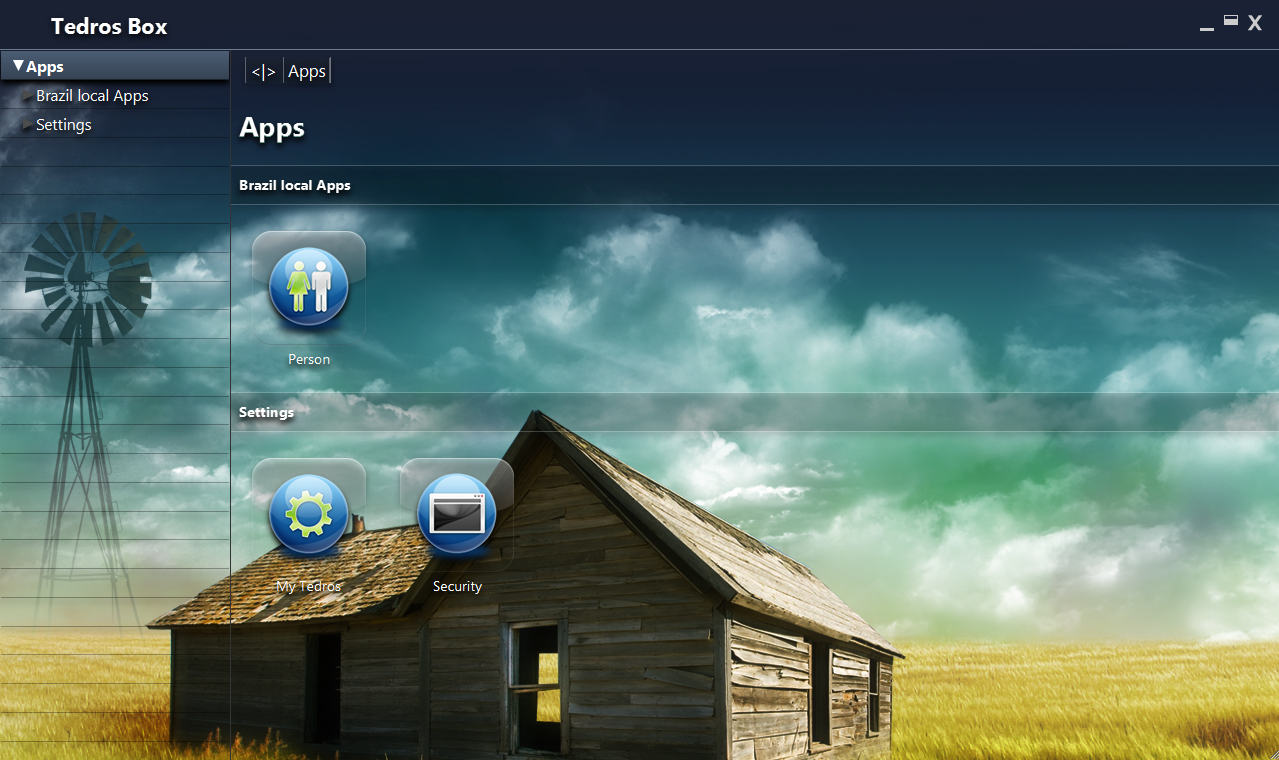 Tedros Box
Apps
Brazil local Apps
Settings
<|> Apps
Apps
Brazil local Apps
Person
Settings
My Tedros
Security